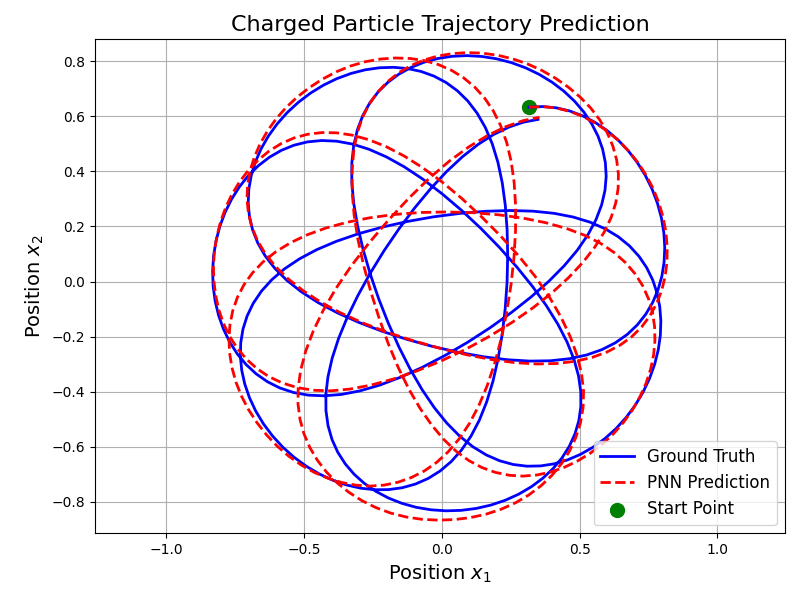 Charged Particle Trajectory Prediction
Position x₂
0.8
0.6
0.4
0.2
0.0
−0.2
−0.4
−0.6
−0.8
−1.0
−0.5
0.0
0.5
1.0
Position x₁
Ground Truth
PNN Prediction
Start Point